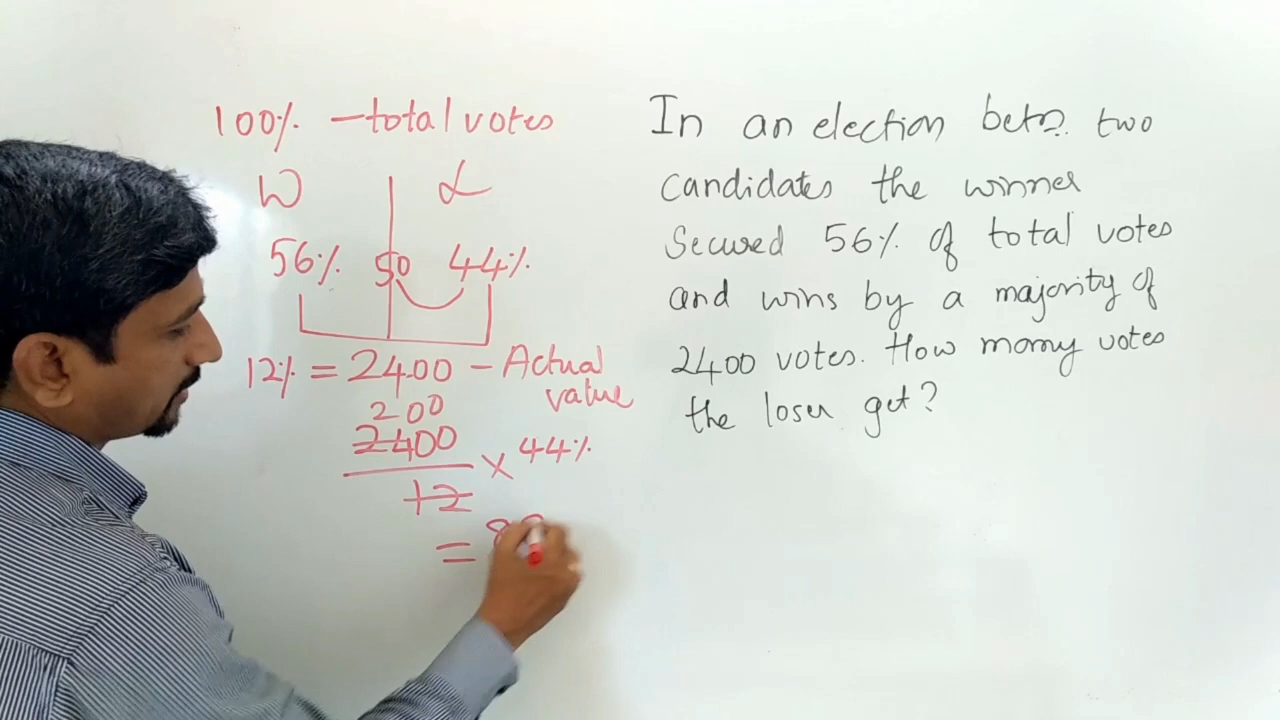 100% - total votes
W L
56% 50 44%
12% = 2400 - Actual value
200
2400
12
× 44%
= 8
In an election betn. two
candidates the winner
Secured 56% of total votes
and wins by a majority of
2400 votes. How many votes
the loser get?